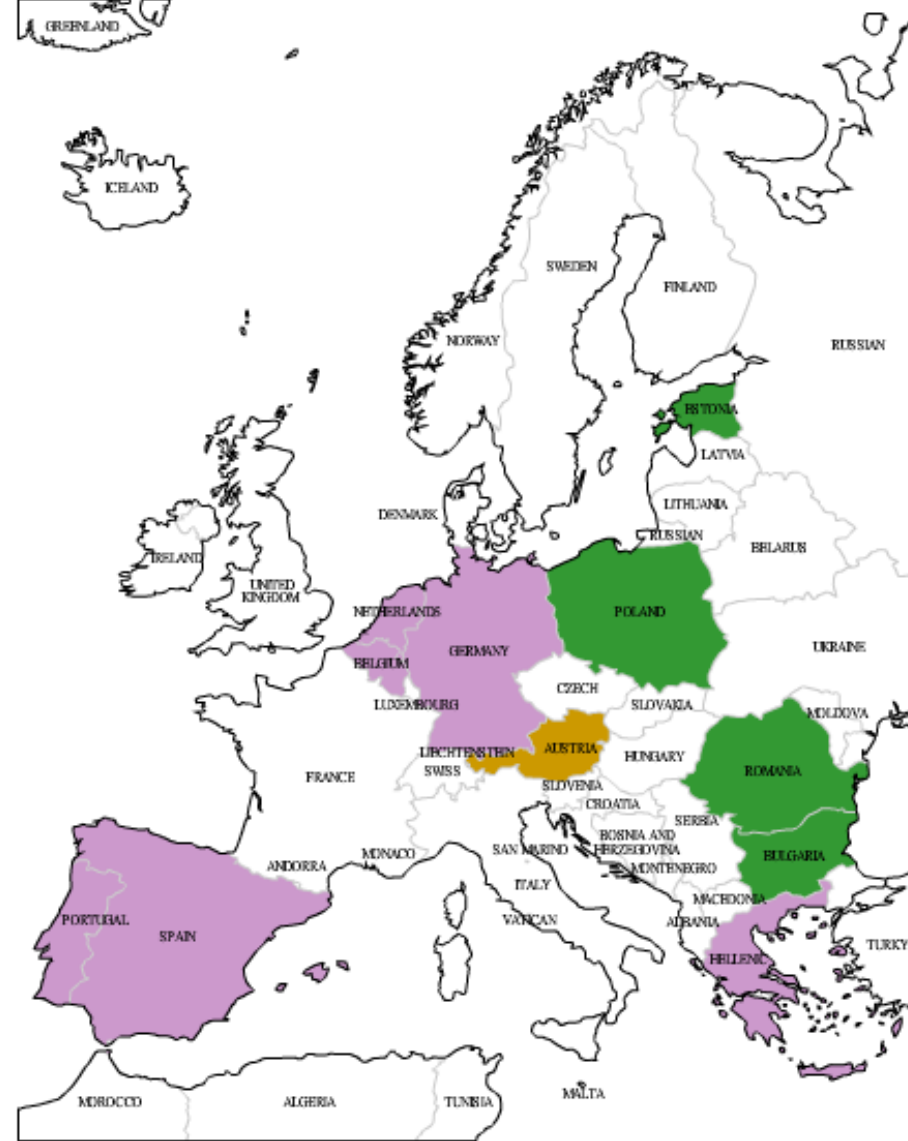 GREENLAND
ICELAND
SWEDEN
FINLAND
NORWAY
RUSSIAN
ESTONIA
LATVIA
LITHUANIA
DENMARK
RUSSIAN
BELARUS
IRELAND
UNITED
KINGDOM
NETHERLANDS
POLAND
GERMANY
UKRAINE
BELGIUM
CZECH
LUXEMBOURG
SLOVAKIA
MOLDOVA
LIECHTENSTEIN
AUSTRIA
HUNGARY
SWISS
FRANCE
ROMANIA
SLOVENIA
CROATIA
SERBIA
BOSNIA AND
HERZEGOVINA
SAN MARINO
MONACO
BULGARIA
ANDORRA
MONTENEGRO
ITALY
MACEDONIA
PORTUGAL
VATICAN
ALBANIA
SPAIN
TURKY
HELLENIC
MALTA
MOROCCO
ALGERIA
TUNISIA